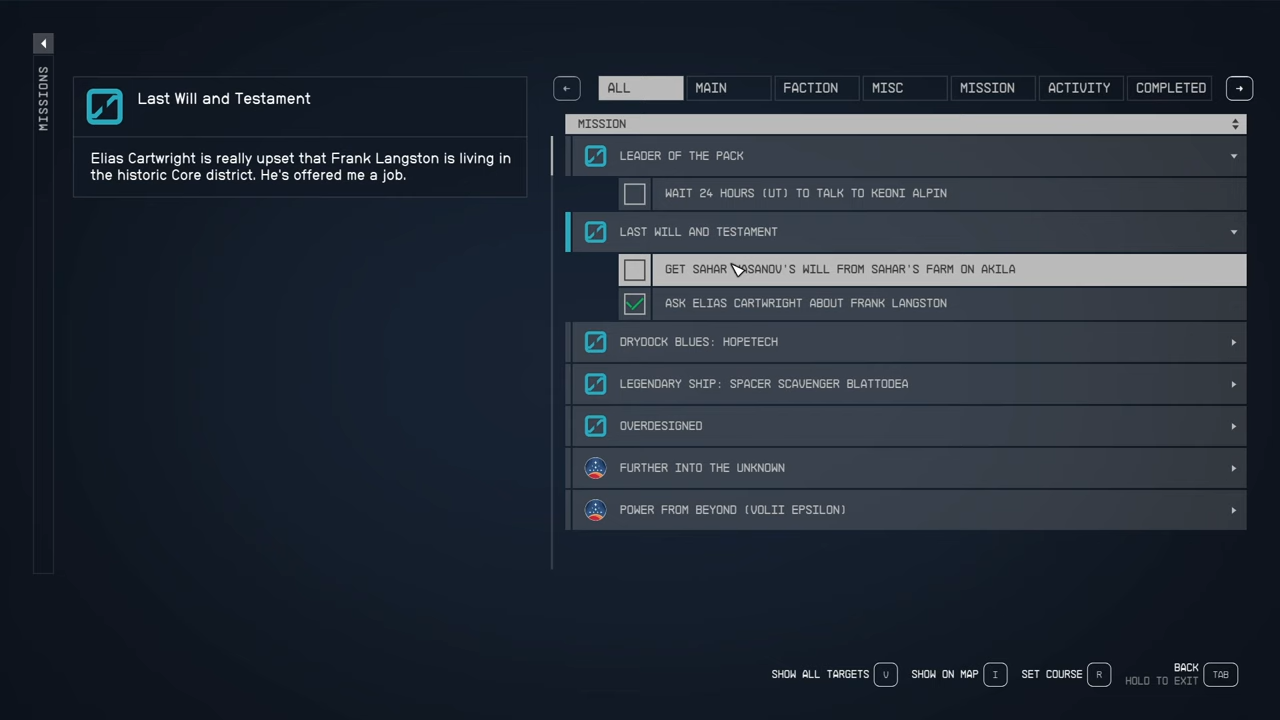 MISSIONS
Last Will and Testament
Elias Cartwright is really upset that Frank Langston is living in
the historic Core district. He's offered me a job.
ALL
MAIN
FACTION
MISC
MISSION
ACTIVITY
COMPLETED
MISSION
LEADER OF THE PACK
WAIT 24 HOURS (UT) TO TALK TO KEONI ALPIN
LAST WILL AND TESTAMENT
GET SAHAR HASANOV'S WILL FROM SAHAR'S FARM ON AKILA
ASK ELIAS CARTWRIGHT ABOUT FRANK LANGSTON
DRYDOCK BLUES: HOPETECH
LEGENDARY SHIP: SPACER SCAVENGER BLATTODEA
OVERDESIGNED
FURTHER INTO THE UNKNOWN
POWER FROM BEYOND (VOLII EPSILON)
SHOW ALL TARGETS V SHOW ON MAP I SET COURSE R BACK TAB
HOLD TO EXIT